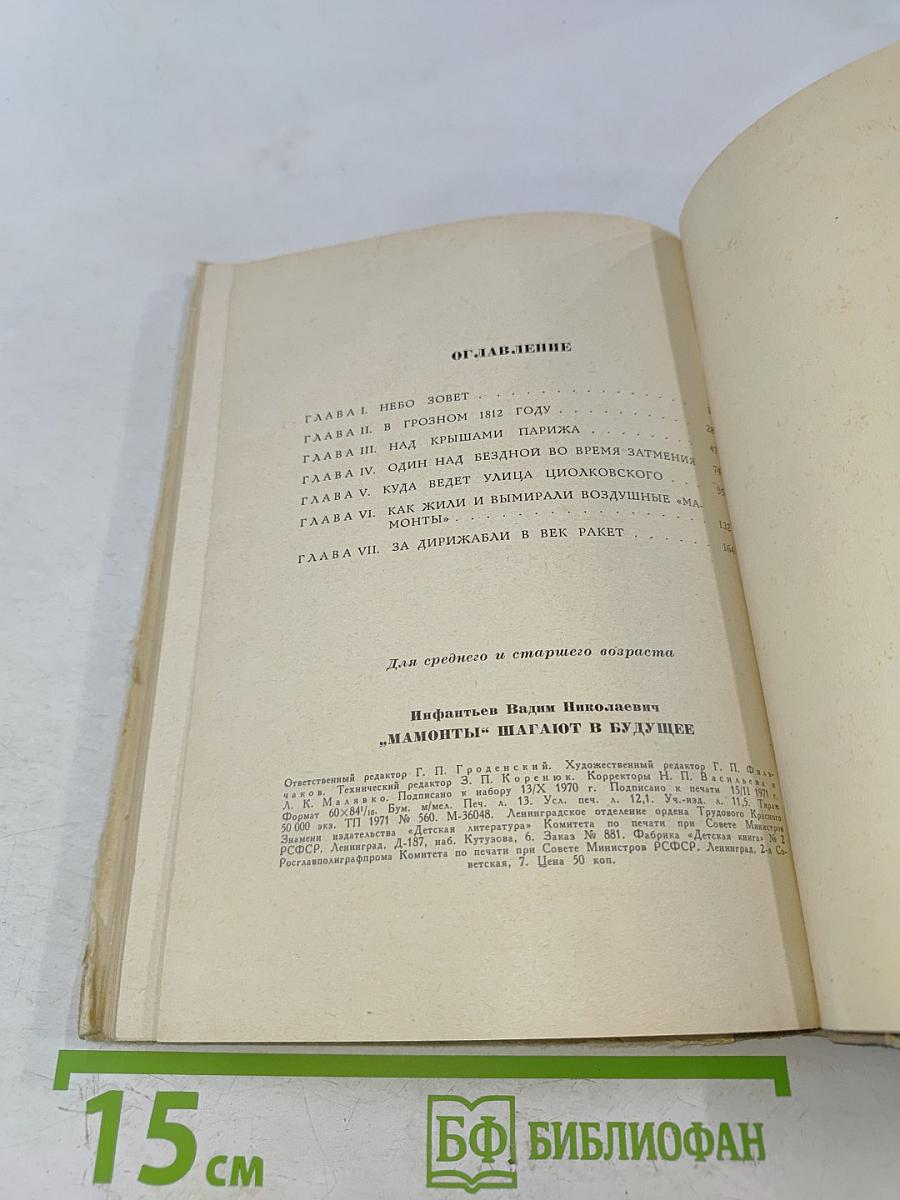 ОГЛАВЛЕНИЕ
ГЛАВА I. НЕБО ЗОВЕТ . . . . . . . . . . . . .
ГЛАВА II. В ГРОЗНОМ 1812 ГОДУ . . . . . . . . 28
ГЛАВА III. НАД КРЫШАМИ ПАРИЖА . . . . . . . 47
ГЛАВА IV. ОДИН НАД БЕЗДНОЙ ВО ВРЕМЯ ЗАТМЕНИЯ 74
ГЛАВА V. КУДА ВЕДЕТ УЛИЦА ЦИОЛКОВСКОГО . . . 95
ГЛАВА VI. КАК ЖИЛИ И ВЫМИРАЛИ ВОЗДУШНЫЕ «МА-
МОНТЫ» . . . . . . . . . . . . . . 132
ГЛАВА VII. ЗА ДИРИЖАБЛИ В ВЕК РАКЕТ . . . . . . 164
Для среднего и старшего возраста
Инфантьев Вадим Николаевич
„МАМОНТЫ“ ШАГАЮТ В БУДУЩЕЕ
Ответственный редактор Г. П. Гроденский. Художественный редактор Г. П. Филь-
чаков. Технический редактор З. П. Коренюк. Корректоры Н. П. Васильева и
Л. К. Малявко. Подписано к набору 13/X 1970 г. Подписано к печати 15/II 1971 г.
Формат 60×84¹/₁₆. Бум. м/мел. Печ. л. 13. Усл. печ. л. 12,1. Уч.-изд. л. 11,5. Тираж
50 000 экз. ТП 1971 № 560. М-36048. Ленинградское отделение ордена Трудового Красного
Знамени издательства «Детская литература» Комитета по печати при Совете Министров
РСФСР. Ленинград, Д-187, наб. Кутузова, 6. Заказ № 881. Фабрика «Детская книга» № 2
Росглавполиграфпрома Комитета по печати при Совете Министров РСФСР. Ленинград, 2-я Со-
ветская, 7. Цена 50 коп.
15 см
БФ БИБЛИОФАН